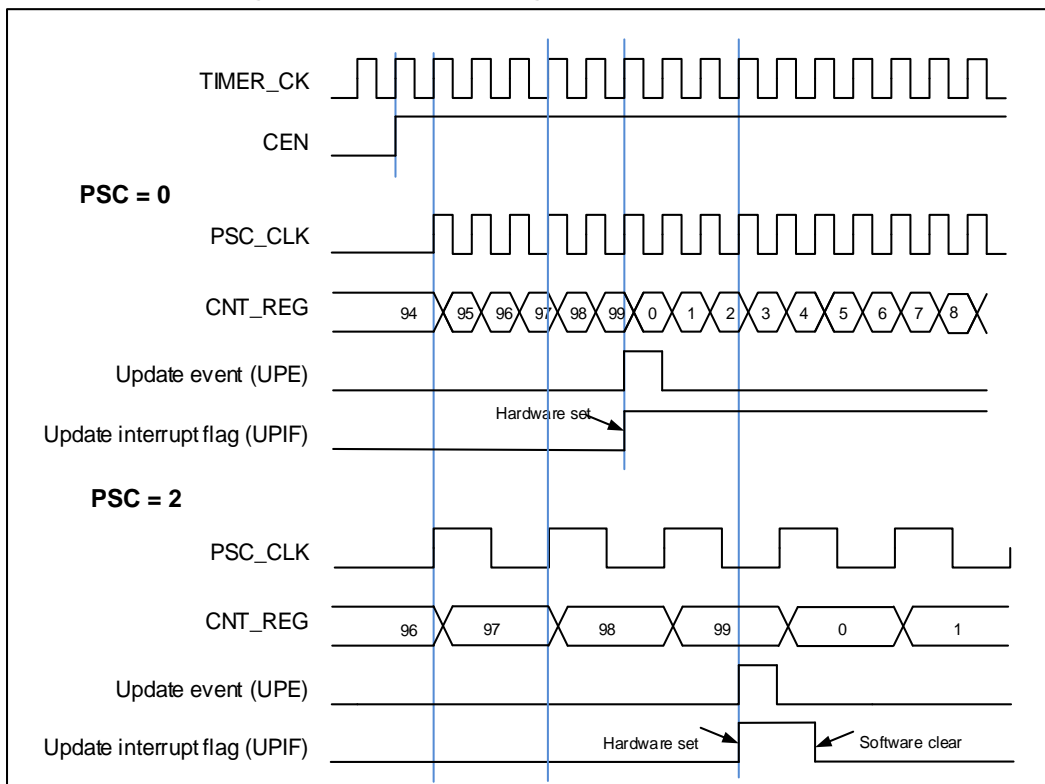 TIMER_CK
CEN
PSC = 0
PSC_CLK
CNT_REG 94 95 96 97 98 99 0 1 2 3 4 5 6 7 8
Update event (UPE)
Hardware set
Update interrupt flag (UPIF)
PSC = 2
PSC_CLK
CNT_REG 96 97 98 99 0 1
Update event (UPE)
Update interrupt flag (UPIF) Hardware set Software clear